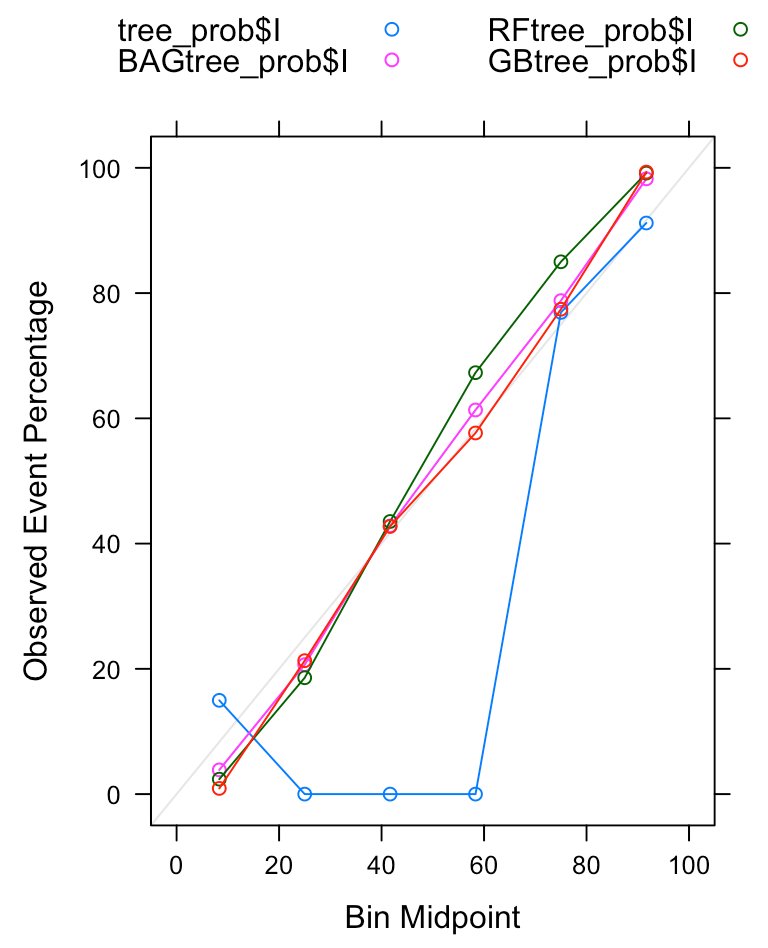 tree_prob$I RFtree_prob$I
BAGtree_prob$I GBtree_prob$I
100
80
60
40
20
0
Observed Event Percentage
0 20 40 60 80 100
Bin Midpoint